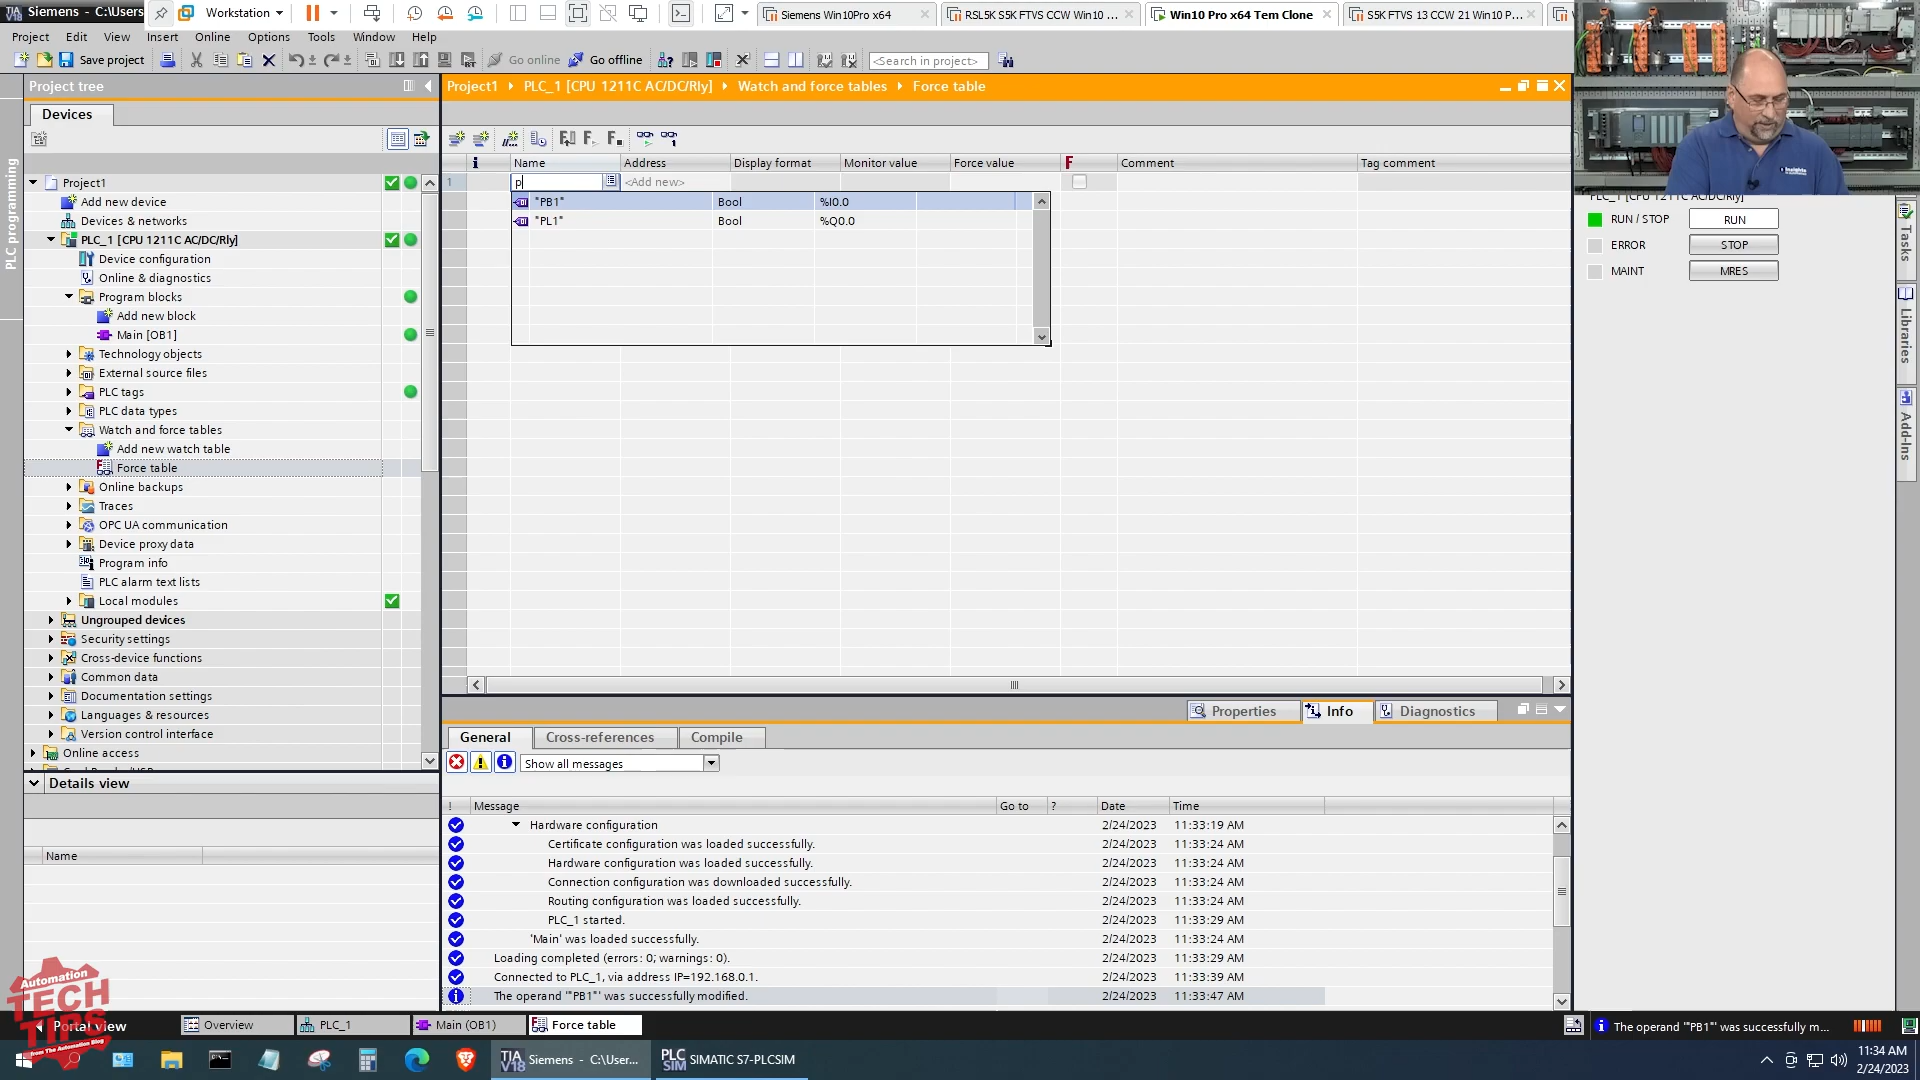 TIA V18 Siemens - C:\Users
Workstation
Siemens Win10Pro x64
RSL5K S5K FTVS CCW Win10 ...
Win10 Pro x64 Tem Clone
S5K FTVS 13 CCW 21 Win10 P...
Project Edit View Insert Online Options Tools Window Help
Save project
Go online
Go offline
<Search in project>
Project tree
Project1 PLC_1 [CPU 1211C AC/DC/Rly] Watch and force tables Force table
Devices
PLC programming
i Name Address Display format Monitor value Force value F Comment Tag comment
1 p <Add new>
"PB1" Bool %I0.0
"PL1" Bool %Q0.0
Project1
Add new device
Devices & networks
PLC_1 [CPU 1211C AC/DC/Rly]
Device configuration
Online & diagnostics
Program blocks
Add new block
Main [OB1]
Technology objects
External source files
PLC tags
PLC data types
Watch and force tables
Add new watch table
Force table
Online backups
Traces
OPC UA communication
Device proxy data
Program info
PLC alarm text lists
Local modules
Ungrouped devices
Security settings
Cross-device functions
Common data
Documentation settings
Languages & resources
Version control interface
Online access
Details view
Name
PLC_1 [CPU 1211C AC/DC/Rly]
RUN / STOP RUN
ERROR STOP
MAINT MRES
Tasks
Libraries
Add-Ins
Properties Info Diagnostics
General Cross-references Compile
Show all messages
! Message Go to ? Date Time
Hardware configuration 2/24/2023 11:33:19 AM
Certificate configuration was loaded successfully. 2/24/2023 11:33:24 AM
Hardware configuration was loaded successfully. 2/24/2023 11:33:24 AM
Connection configuration was downloaded successfully. 2/24/2023 11:33:24 AM
Routing configuration was loaded successfully. 2/24/2023 11:33:24 AM
PLC_1 started. 2/24/2023 11:33:29 AM
'Main' was loaded successfully. 2/24/2023 11:33:24 AM
Loading completed (errors: 0; warnings: 0). 2/24/2023 11:33:29 AM
Connected to PLC_1, via address IP=192.168.0.1. 2/24/2023 11:33:39 AM
The operand '"PB1"' was successfully modified. 2/24/2023 11:33:47 AM
Automation
TECH
TIPS
from The Automation Blog
Portal view
Overview
PLC_1
Main (OB1)
Force table
The operand '"PB1"' was successfully m...
TIA V18 Siemens - C:\User...
PLC SIM SIMATIC S7-PLCSIM
11:34 AM
2/24/2023